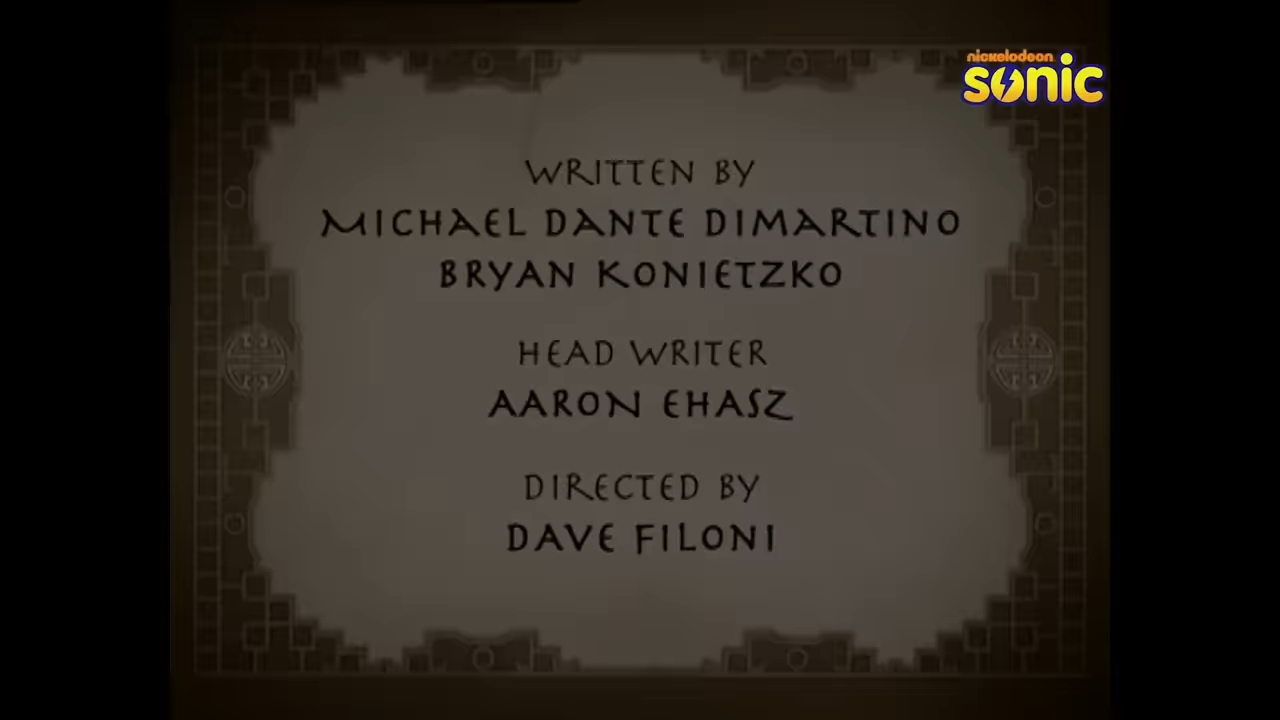 nickelodeon
sonic
WRITTEN BY
MICHAEL DANTE DIMARTINO
BRYAN KONIETZKO
HEAD WRITER
AARON EHASZ
DIRECTED BY
DAVE FILONI